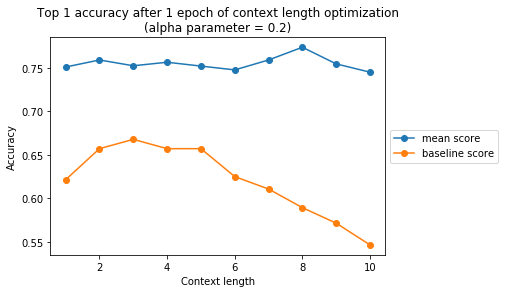 Top 1 accuracy after 1 epoch of context length optimization
(alpha parameter = 0.2)
Accuracy
0.75
0.70
0.65
0.60
0.55
2 4 6 8 10
Context length
mean score
baseline score